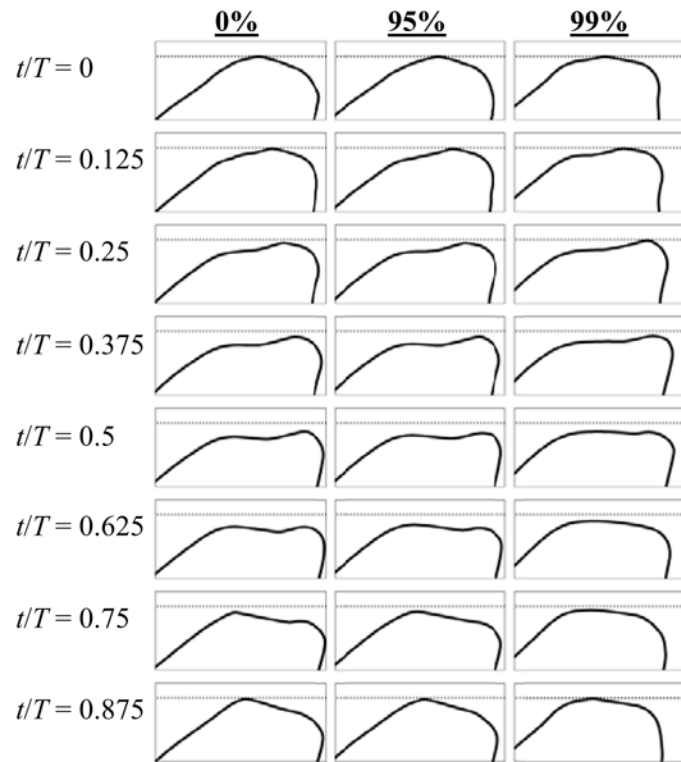 0% 95% 99%
t/T = 0
t/T = 0.125
t/T = 0.25
t/T = 0.375
t/T = 0.5
t/T = 0.625
t/T = 0.75
t/T = 0.875